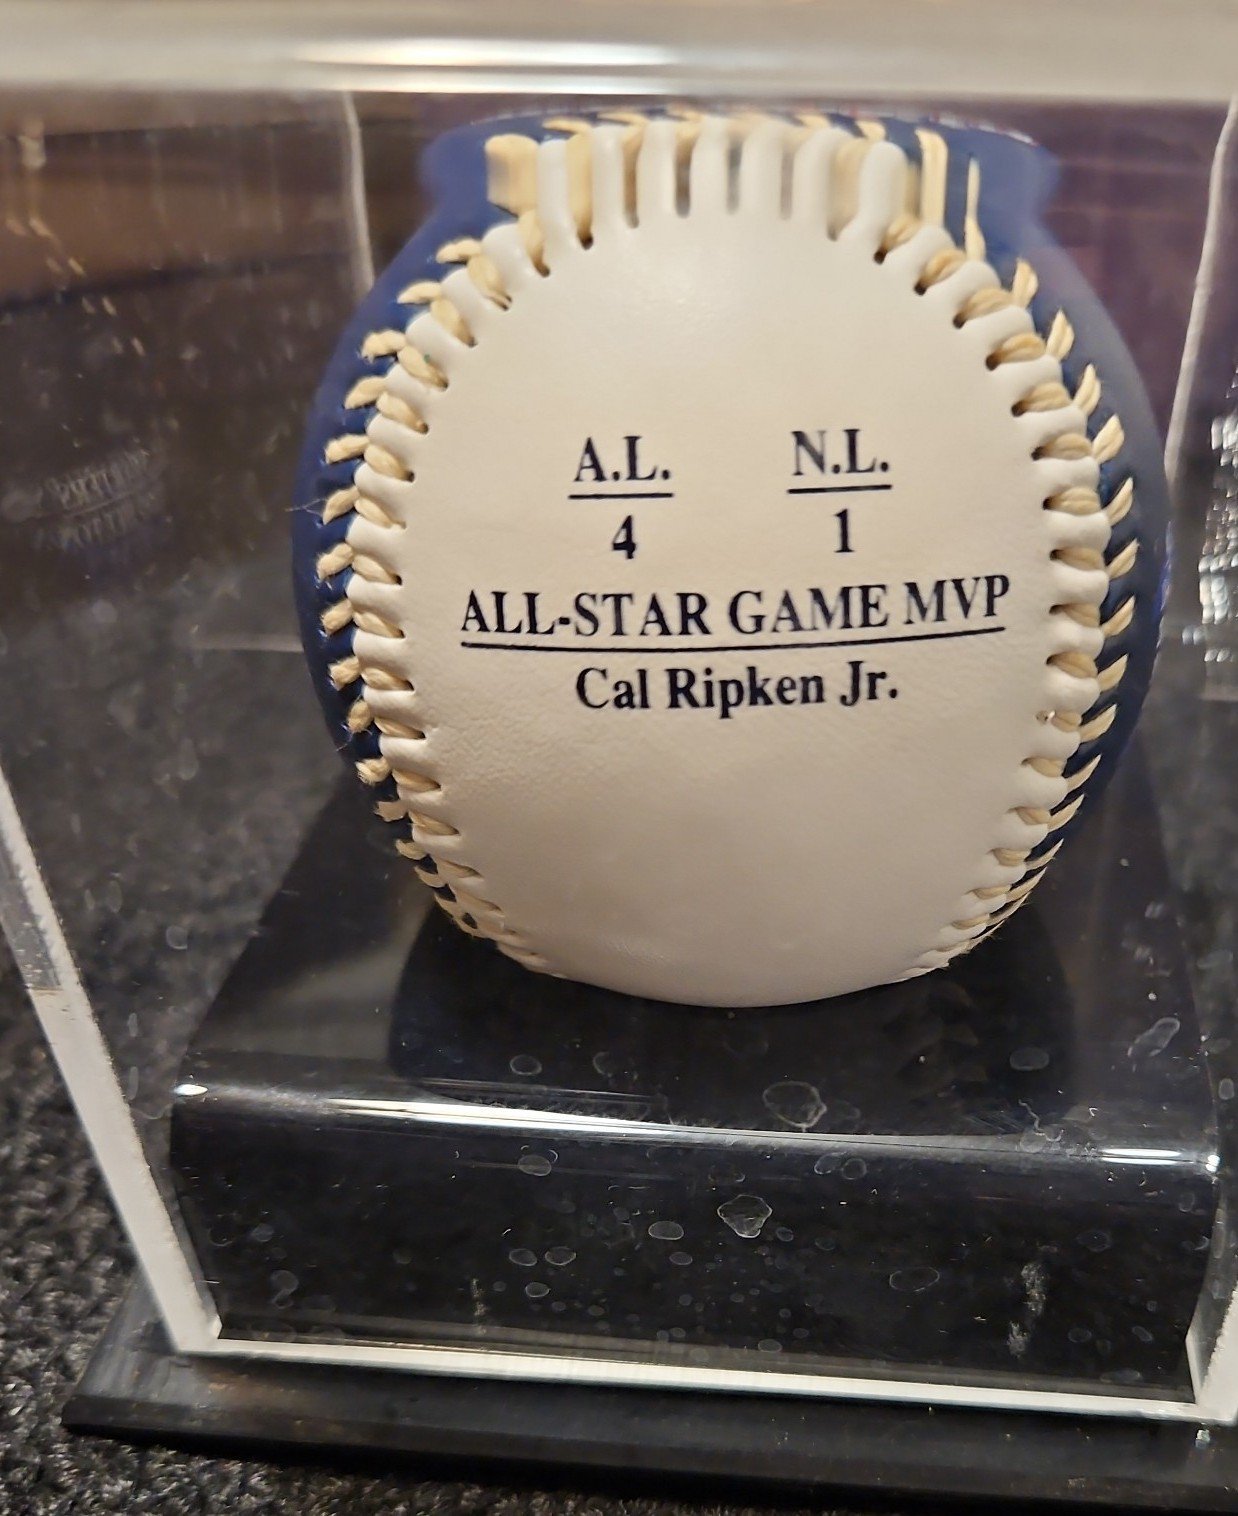 A.L. N.L.
4 1
ALL-STAR GAME MVP
Cal Ripken Jr.